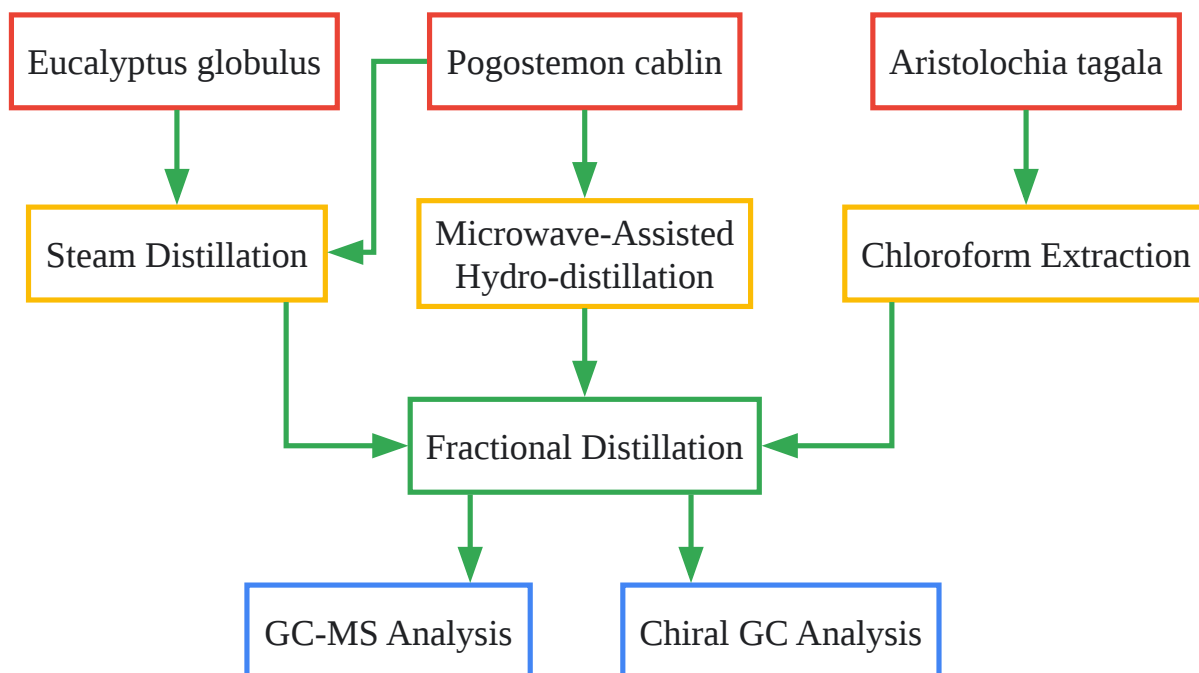 Eucalyptus globulus
Pogostemon cablin
Aristolochia tagala
Steam Distillation
Microwave-Assisted
Hydro-distillation
Chloroform Extraction
Fractional Distillation
GC-MS Analysis
Chiral GC Analysis